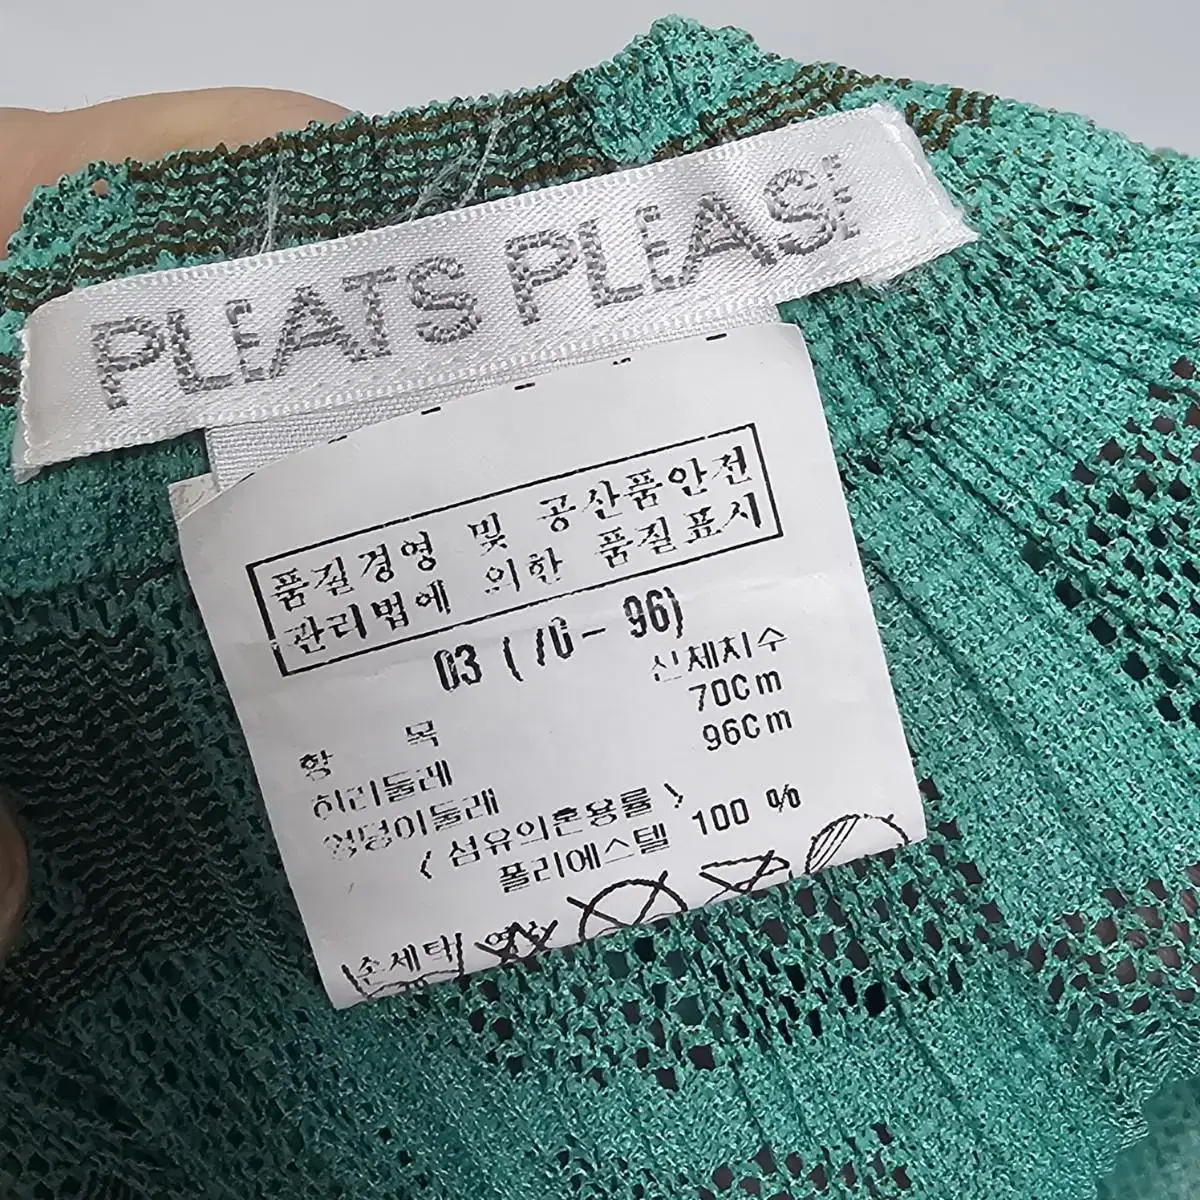 PLEATS PLEASE
품질경영 및 공산품안전
관리법에 의한 품질표시
03 (70- 96)
항 목 신체치수
허리둘레 70Cm
엉덩이둘레 96Cm
( 섬유의혼용률 )
폴리에스텔 100 %
손세탁